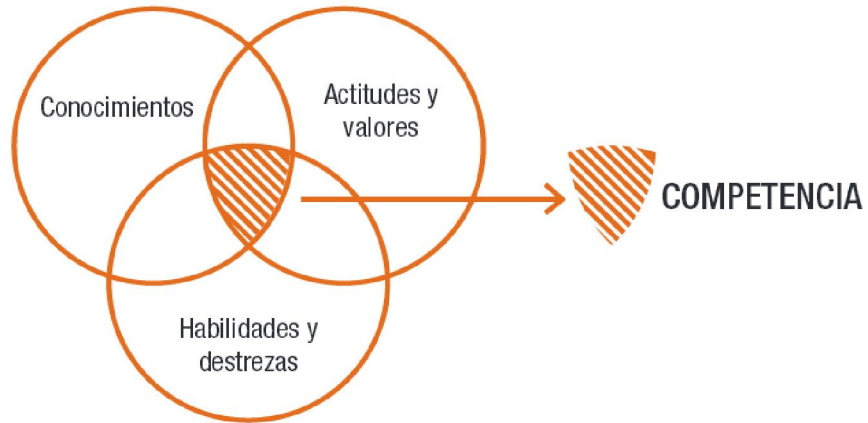 Conocimientos
Actitudes y
valores
COMPETENCIA
Habilidades y
destrezas